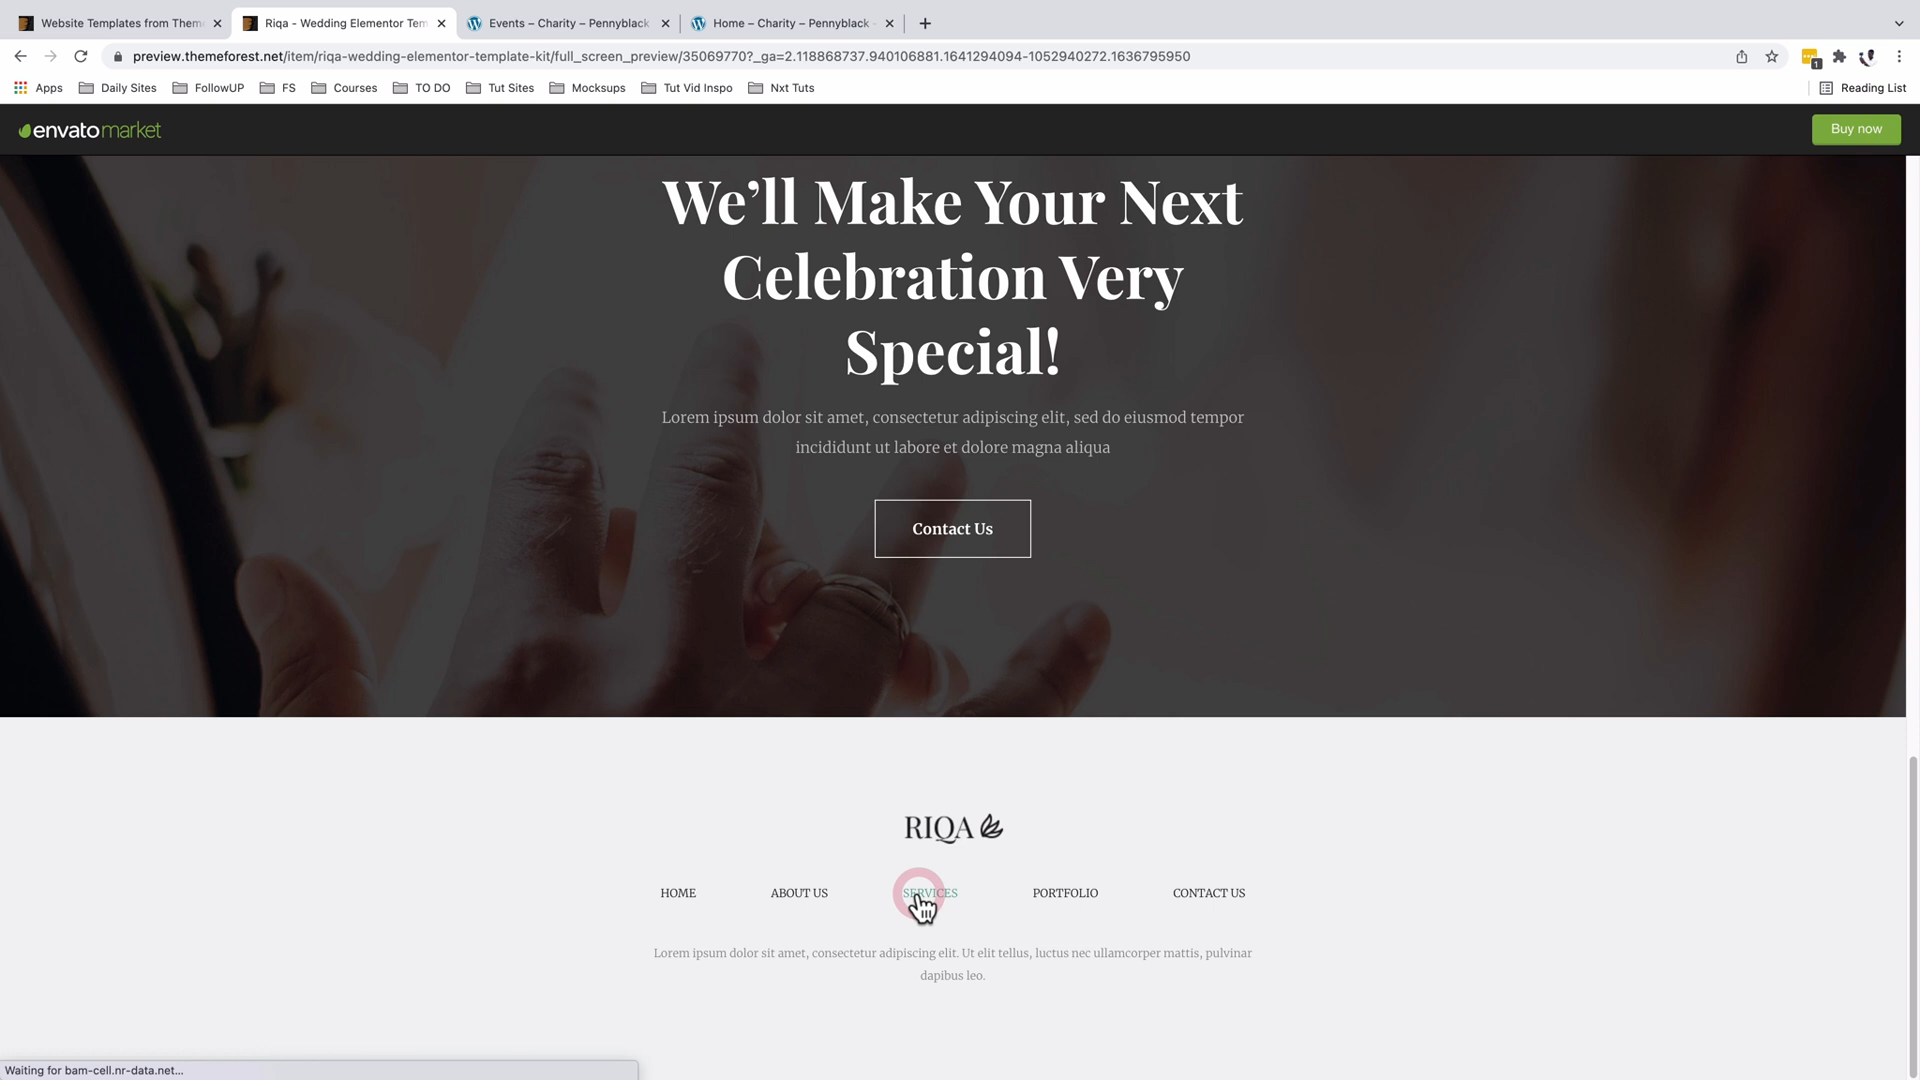 Website Templates from Them
Riqa - Wedding Elementor Tem
Events – Charity – Pennyblack
Home – Charity – Pennyblack
preview.themeforest.net/item/riqa-wedding-elementor-template-kit/full_screen_preview/35069770?_ga=2.118868737.940106881.1641294094-1052940272.1636795950
1
Apps
Daily Sites
FollowUP
FS
Courses
TO DO
Tut Sites
Mocksups
Tut Vid Inspo
Nxt Tuts
Reading List
envatomarket
Buy now
We’ll Make Your Next
Celebration Very
Special!
Lorem ipsum dolor sit amet, consectetur adipiscing elit, sed do eiusmod tempor
incididunt ut labore et dolore magna aliqua
Contact Us
RIQA
HOME
ABOUT US
SERVICES
PORTFOLIO
CONTACT US
Lorem ipsum dolor sit amet, consectetur adipiscing elit. Ut elit tellus, luctus nec ullamcorper mattis, pulvinar
dapibus leo.
Waiting for bam-cell.nr-data.net...